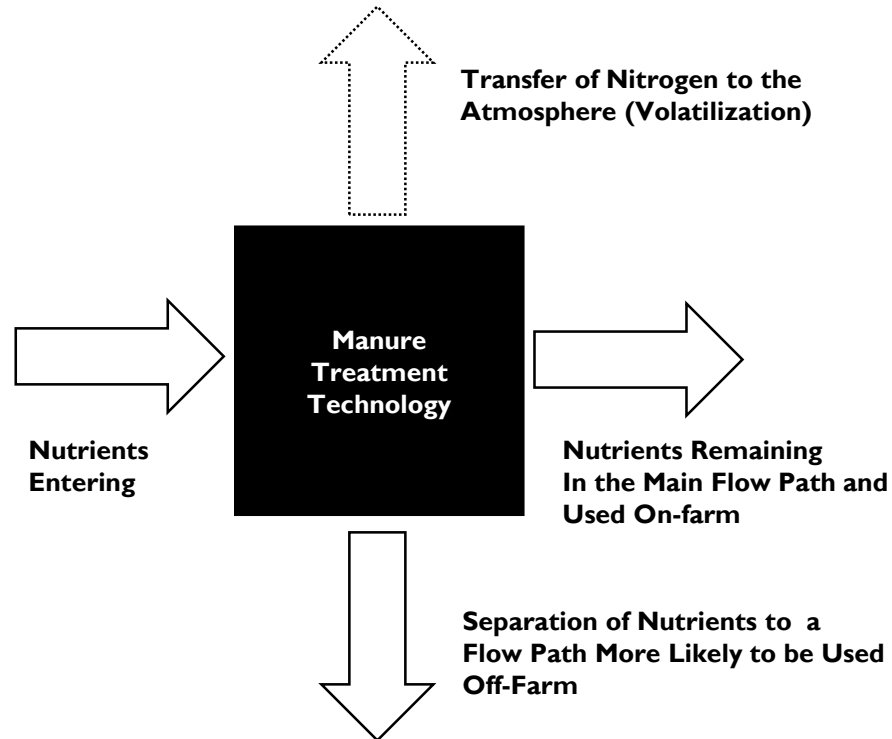 Transfer of Nitrogen to the
Atmosphere (Volatilization)
Manure
Treatment
Technology
Nutrients
Entering
Nutrients Remaining
In the Main Flow Path and
Used On-farm
Separation of Nutrients to a
Flow Path More Likely to be Used
Off-Farm